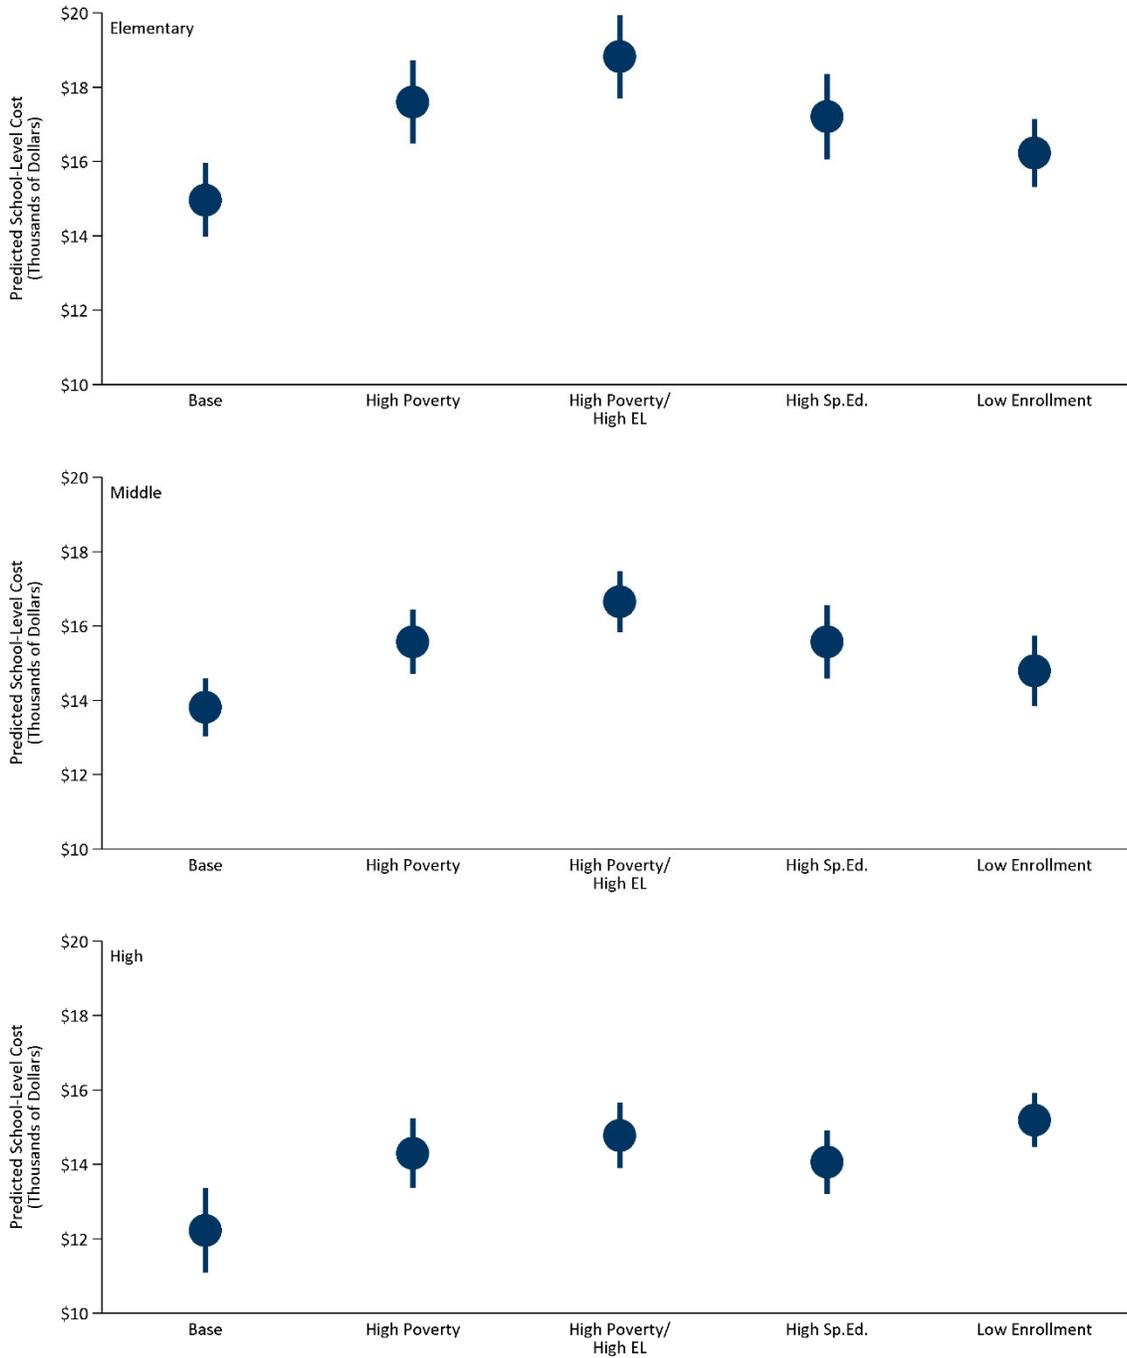 Elementary
Predicted School-Level Cost
(Thousands of Dollars)
$20
$18
$16
$14
$12
$10
Base
High Poverty
High Poverty/
High EL
High Sp.Ed.
Low Enrollment
Middle
Predicted School-Level Cost
(Thousands of Dollars)
$20
$18
$16
$14
$12
$10
Base
High Poverty
High Poverty/
High EL
High Sp.Ed.
Low Enrollment
High
Predicted School-Level Cost
(Thousands of Dollars)
$20
$18
$16
$14
$12
$10
Base
High Poverty
High Poverty/
High EL
High Sp.Ed.
Low Enrollment